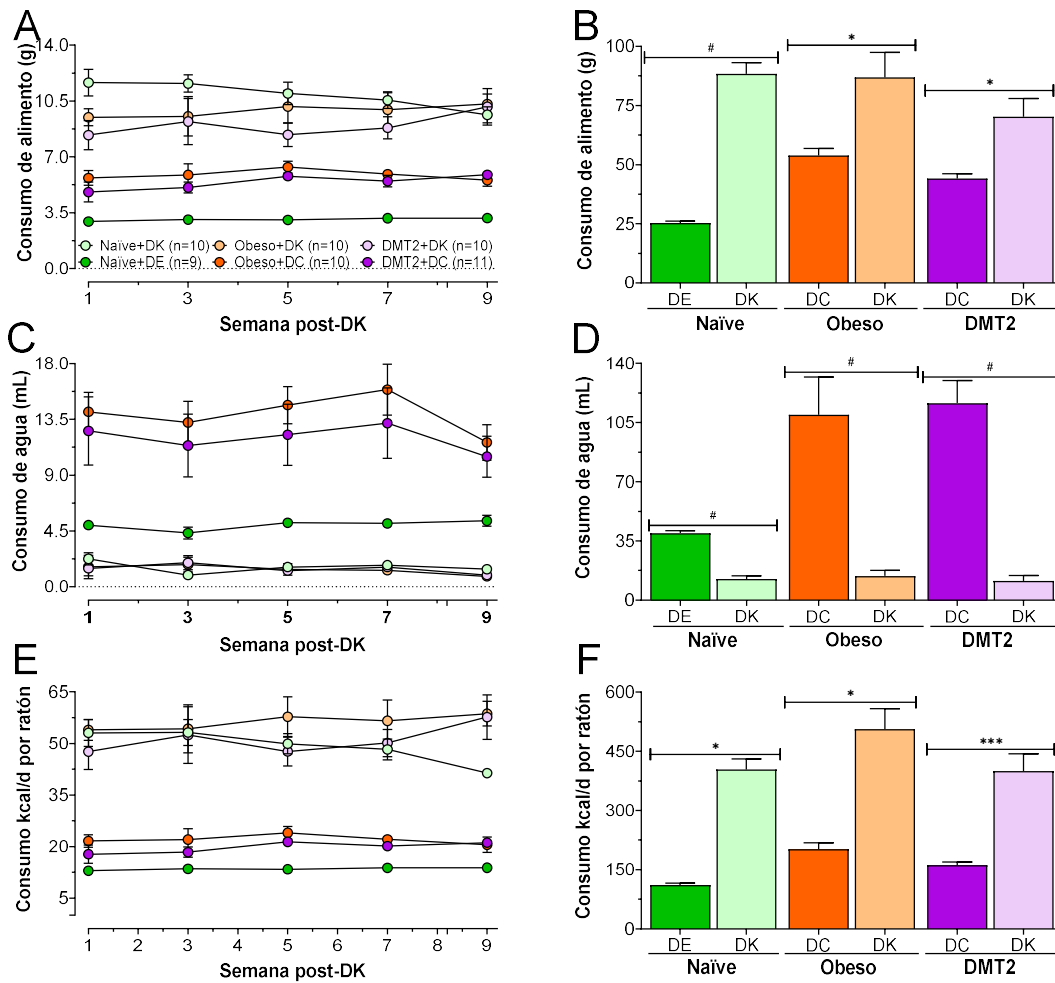 A
Consumo de alimento (g)
14.0
10.5
7.0
3.5
0.0
Naïve+DK (n=10) Obeso+DK (n=10) DMT2+DK (n=10)
Naïve+DE (n=9) Obeso+DC (n=10) DMT2+DC (n=11)
1 3 5 7 9
Semana post-DK
B
Consumo de alimento (g)
100
75
50
25
0
# * *
DE DK DC DK DC DK
Naïve Obeso DMT2
C
Consumo de agua (mL)
18.0
13.5
9.0
4.5
0.0
1 3 5 7 9
Semana post-DK
D
Consumo de agua (mL)
140
105
70
35
0
# # #
DE DK DC DK DC DK
Naïve Obeso DMT2
E
Consumo kcal/d por ratón
65
50
35
20
5
1 2 3 4 5 6 7 8 9
Semana post-DK
F
Consumo kcal/d por ratón
600
450
300
150
0
* * ***
DE DK DC DK DC DK
Naïve Obeso DMT2